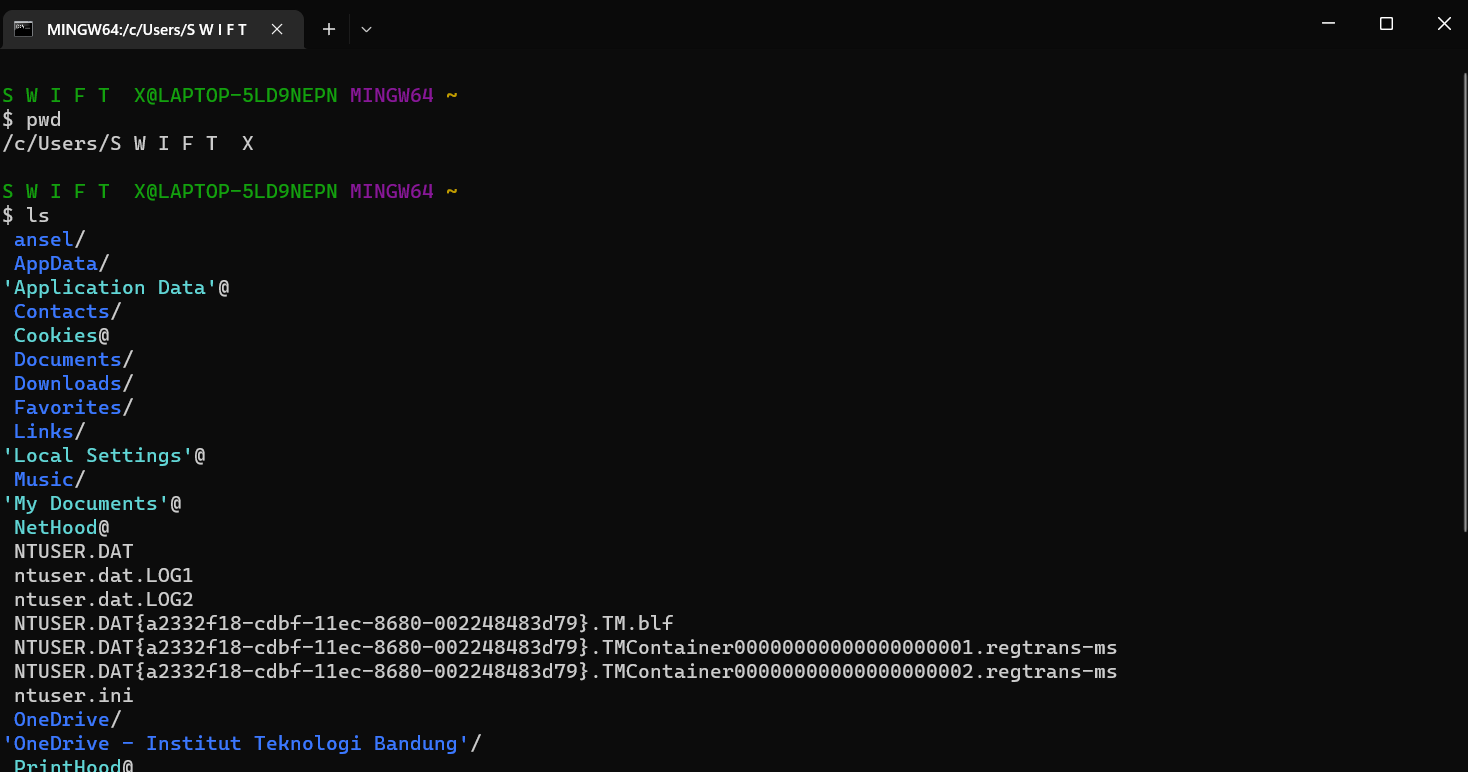 MINGW64:/c/Users/S W I F T
S W I F T  X@LAPTOP-5LD9NEPN MINGW64 ~
$ pwd
/c/Users/S W I F T  X
S W I F T  X@LAPTOP-5LD9NEPN MINGW64 ~
$ ls
ansel/
AppData/
'Application Data'@
Contacts/
Cookies@
Documents/
Downloads/
Favorites/
Links/
'Local Settings'@
Music/
'My Documents'@
NetHood@
NTUSER.DAT
ntuser.dat.LOG1
ntuser.dat.LOG2
NTUSER.DAT{a2332f18-cdbf-11ec-8680-002248483d79}.TM.blf
NTUSER.DAT{a2332f18-cdbf-11ec-8680-002248483d79}.TMContainer00000000000000000001.regtrans-ms
NTUSER.DAT{a2332f18-cdbf-11ec-8680-002248483d79}.TMContainer00000000000000000002.regtrans-ms
ntuser.ini
OneDrive/
'OneDrive - Institut Teknologi Bandung'/
PrintHood@